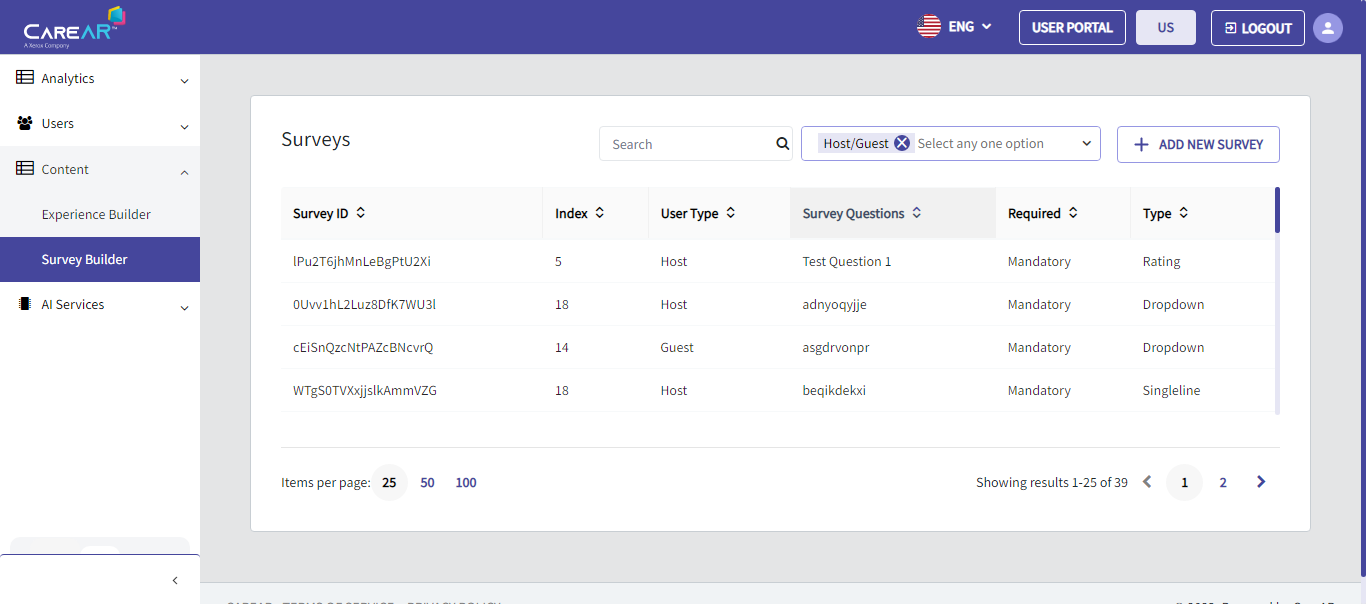 CAREAR™
A Xerox Company
ENG
USER PORTAL
US
LOGOUT
Analytics
Users
Content
Experience Builder
Survey Builder
AI Services
Surveys
Search
Host/Guest Select any one option
ADD NEW SURVEY
Survey ID Index User Type Survey Questions Required Type
lPu2T6jhMnLeBgPtU2Xi 5 Host Test Question 1 Mandatory Rating
0Uvv1hL2Luz8DfK7WU3l 18 Host adnyoqyjje Mandatory Dropdown
cEiSnQzcNtPAZcBNcvrQ 14 Guest asgdrvonpr Mandatory Dropdown
WTgS0TVXxjjslkAmmVZG 18 Host beqikdekxi Mandatory Singleline
Items per page: 25 50 100
Showing results 1-25 of 39 1 2